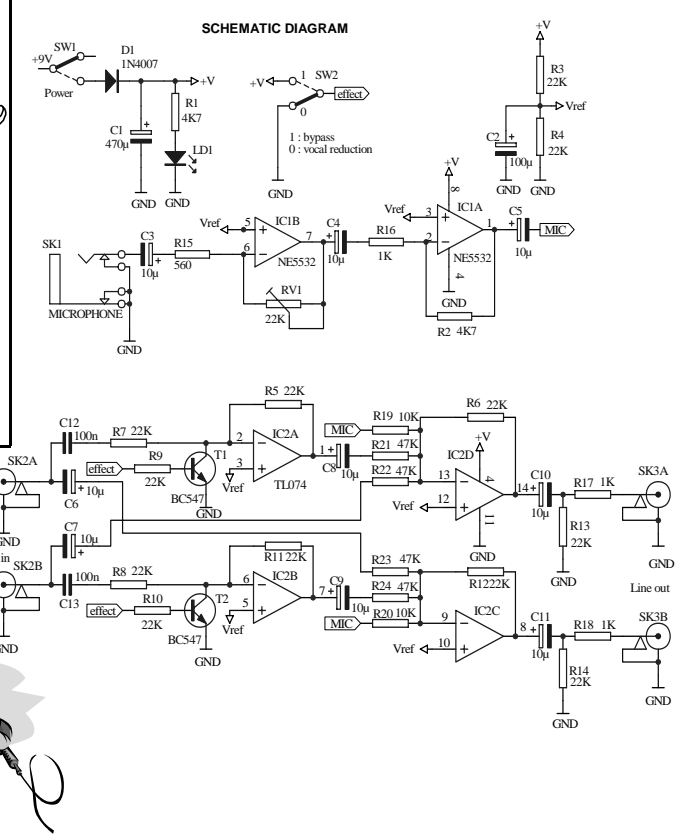 SCHEMATIC DIAGRAM
SW1
+9V
Power
D1
1N4007
+V
R1
4K7
C1
+
470µ
LD1
GND GND
+V
1
SW2
effect
0
1 : bypass
0 : vocal reduction
GND
+V
R3
22K
Vref
C2
+
100µ
R4
22K
GND GND
SK1
MICROPHONE
C3
+
10µ
R15
560
Vref
5
6
IC1B
7
NE5532
RV1
22K
C4
+
10µ
R16
1K
+V
Vref
3
2
8
IC1A
1
NE5532
4
GND
R2 4K7
C5
+
10µ
MIC
GND
SK2A
C12
100n
R7 22K
effect
R9
22K
C6
+
10µ
T1
BC547
GND
R5 22K
2
3
Vref
IC2A
TL074
1
+
C8
10µ
MIC
R19 10K
R21 47K
R22 47K
R6 22K
+V
IC2D
13
12
Vref
4
11
14
GND
C10
+
10µ
R17 1K
R13
22K
GND
SK3A
GND
Line out
GND
in
SK2B
C7
10µ
+
100n
C13
R8 22K
effect
R10
22K
T2
BC547
GND
R11 22K
6
5
Vref
IC2B
7
+
C9
10µ
R23 47K
R24 47K
MIC
R20 10K
R12 22K
9
10
Vref
IC2C
8
+
C11
10µ
R18 1K
R14
22K
GND
SK3B
GND
GND